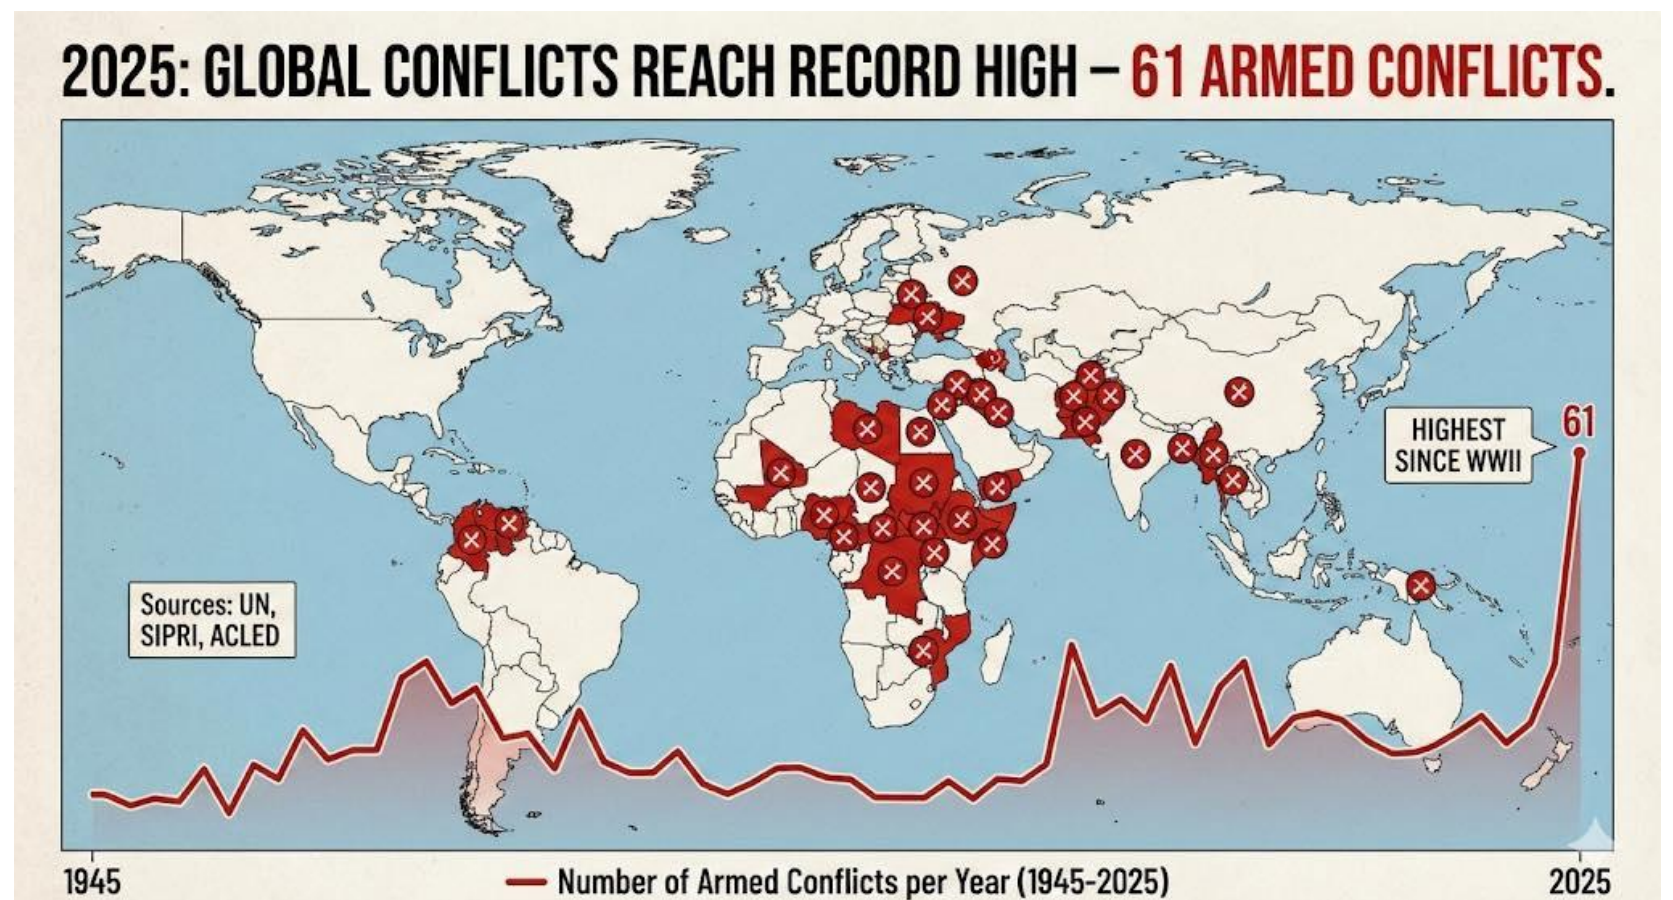 2025: GLOBAL CONFLICTS REACH RECORD HIGH – 61 ARMED CONFLICTS.
61
HIGHEST
SINCE WWII
Sources: UN,
SIPRI, ACLED
1945
Number of Armed Conflicts per Year (1945-2025)
2025